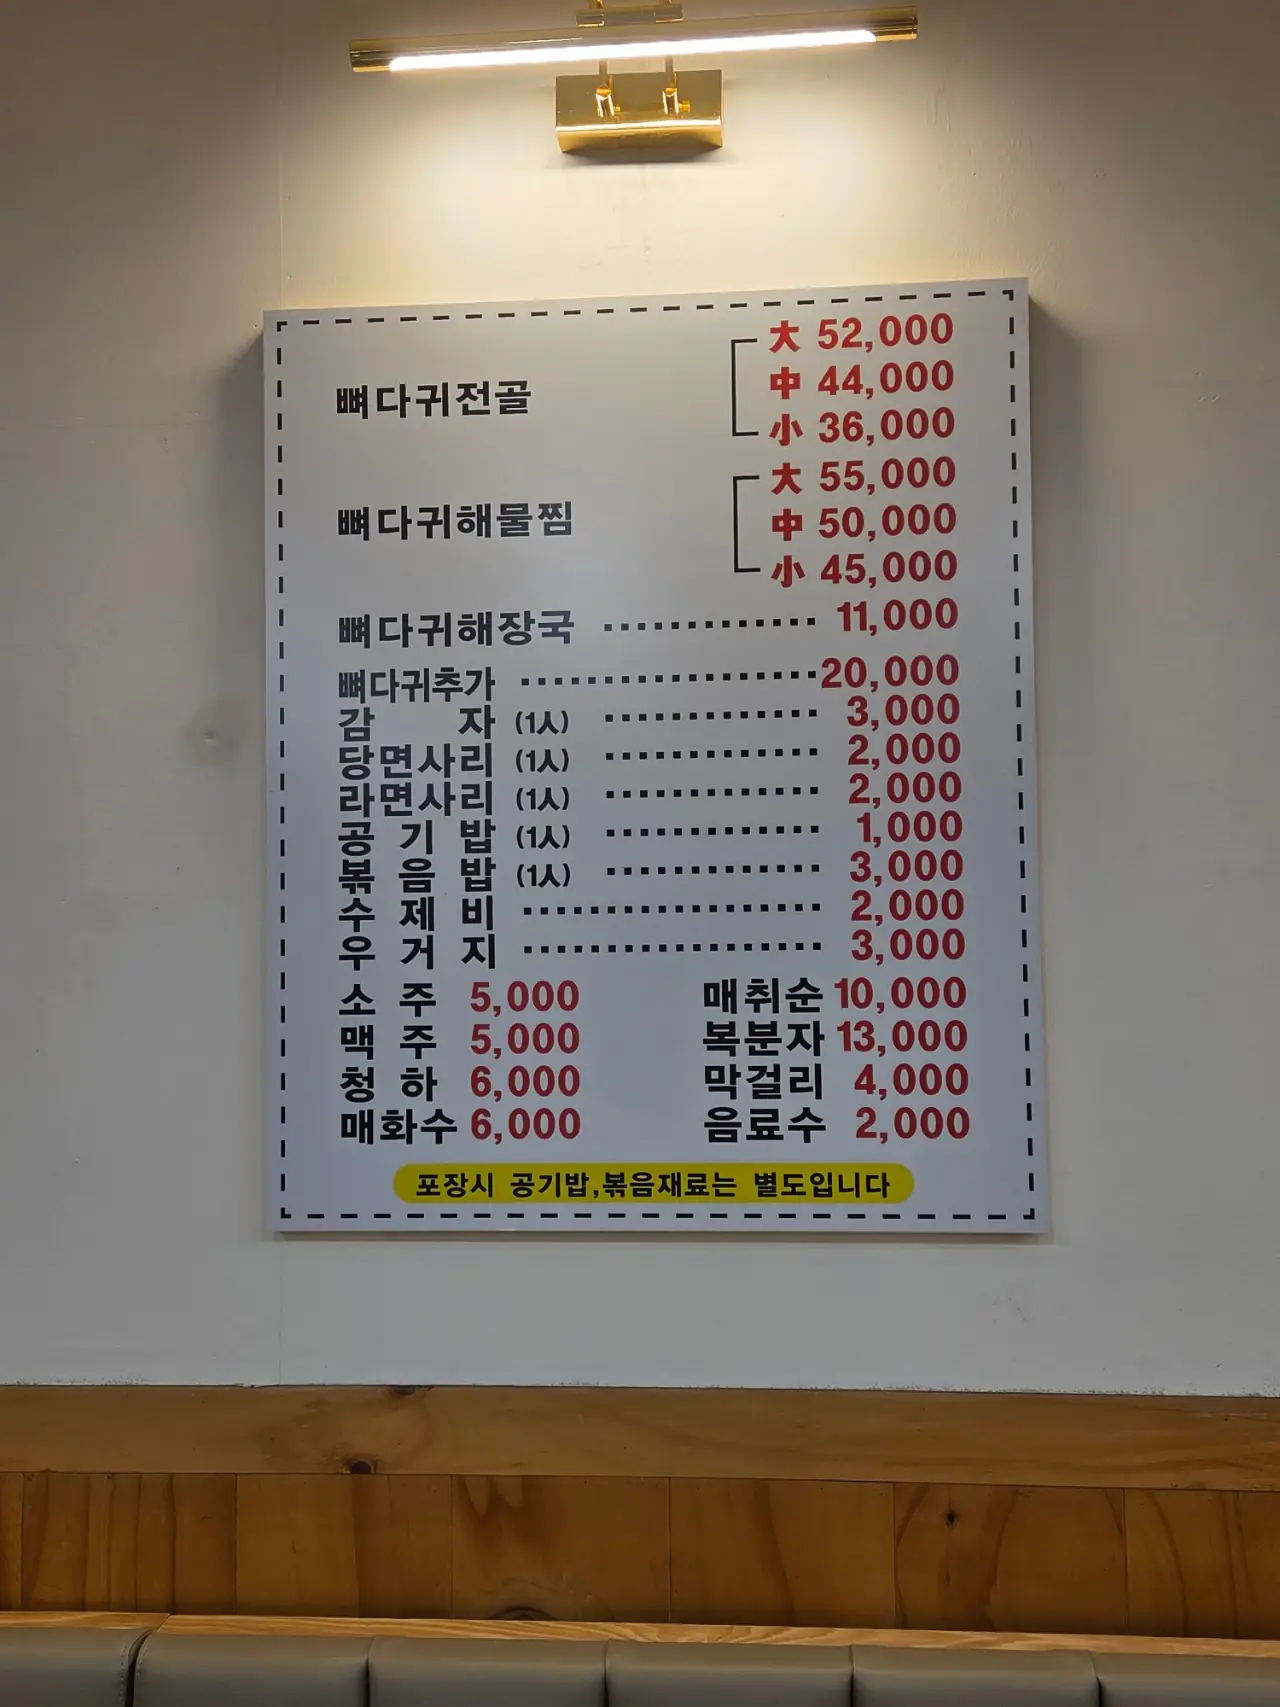 뼈다귀전골
大 52,000
中 44,000
小 36,000
뼈다귀해물찜
大 55,000
中 50,000
小 45,000
뼈다귀해장국 ············· 11,000
뼈다귀추가 ·················· 20,000
감 자 (1人) ············· 3,000
당면사리 (1人) ············· 2,000
라면사리 (1人) ············· 2,000
공 기 밥 (1人) ············· 1,000
볶 음 밥 (1人) ············· 3,000
수 제 비 ·················· 2,000
우 거 지 ·················· 3,000
소 주 5,000 매취순 10,000
맥 주 5,000 복분자 13,000
청 하 6,000 막걸리 4,000
매화수 6,000 음료수 2,000
포장시 공기밥,볶음재료는 별도입니다